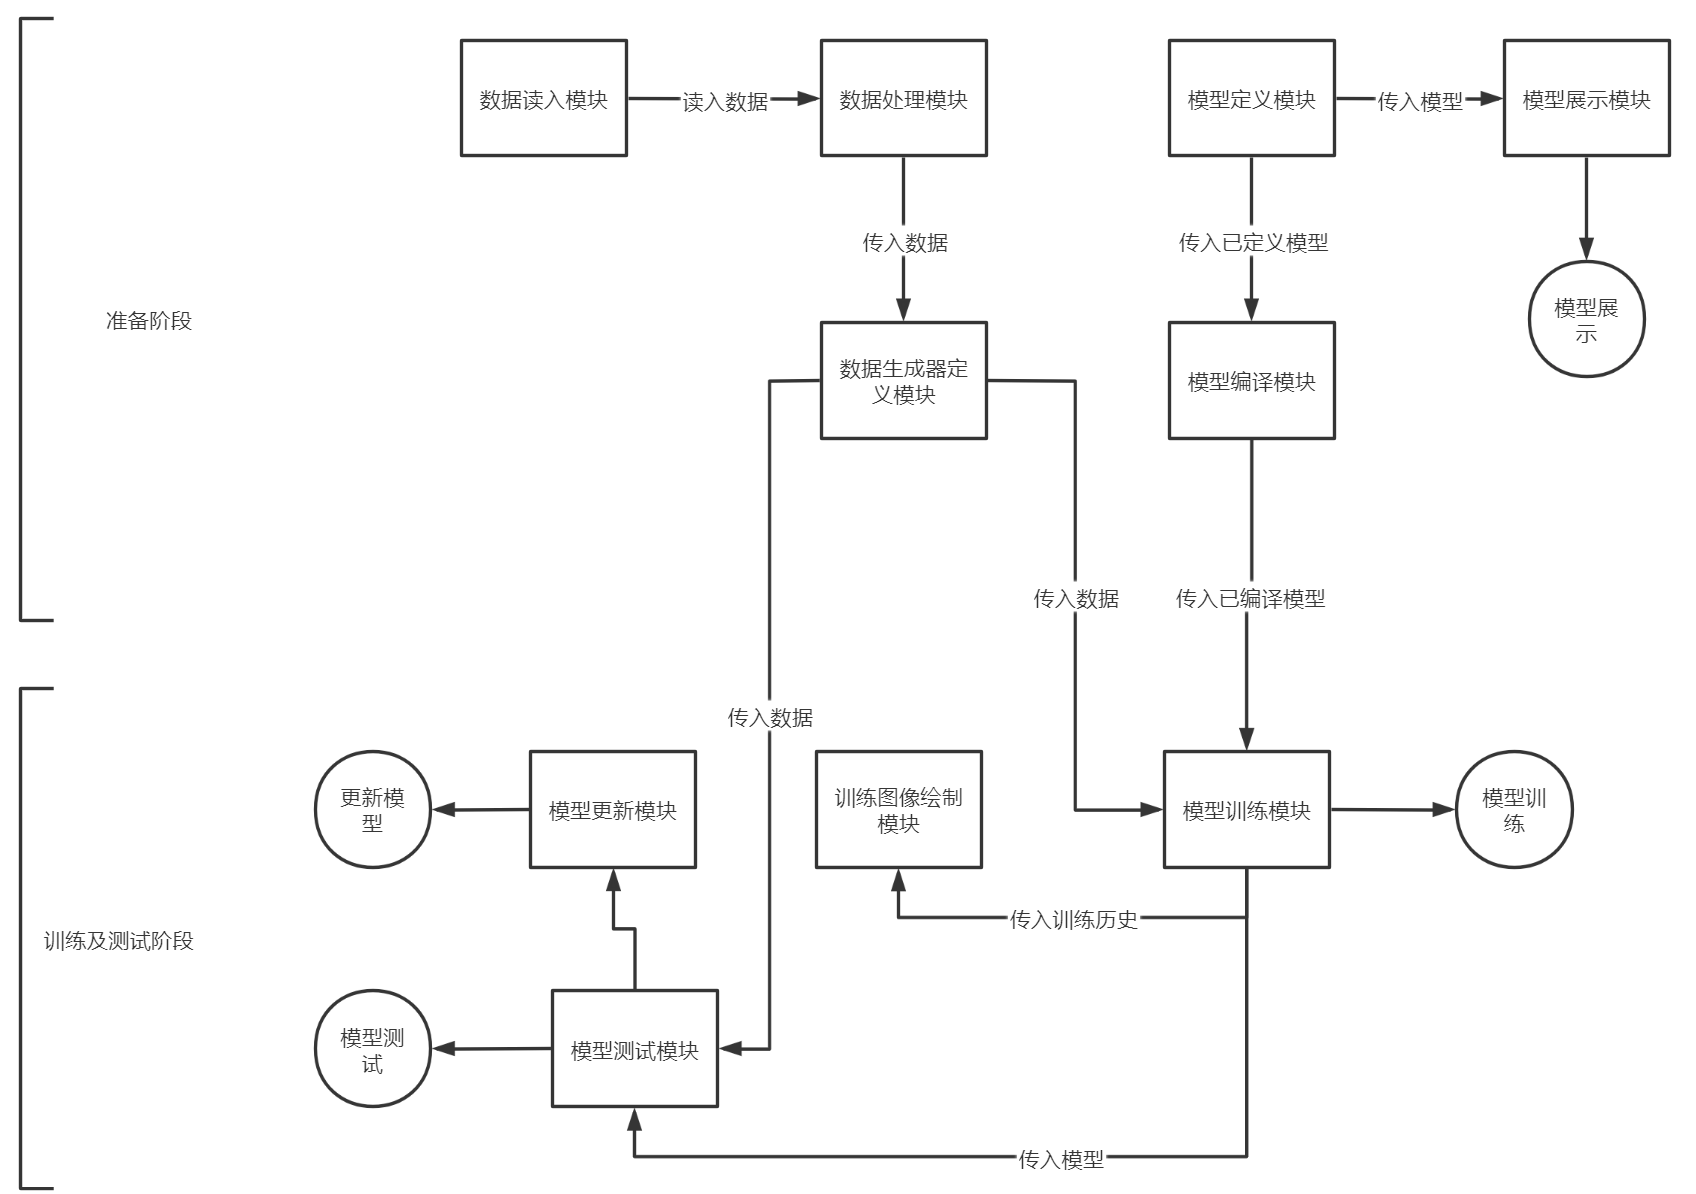 数据读入模块
读入数据
数据处理模块
模型定义模块
传入模型
模型展示模块
传入数据
传入已定义模型
准备阶段
模型展
示
数据生成器定
义模块
模型编译模块
传入数据
传入已编译模型
传入数据
更新模
型
模型更新模块
训练图像绘制
模块
模型训练模块
模型训
练
传入训练历史
训练及测试阶段
模型测
试
模型测试模块
传入模型